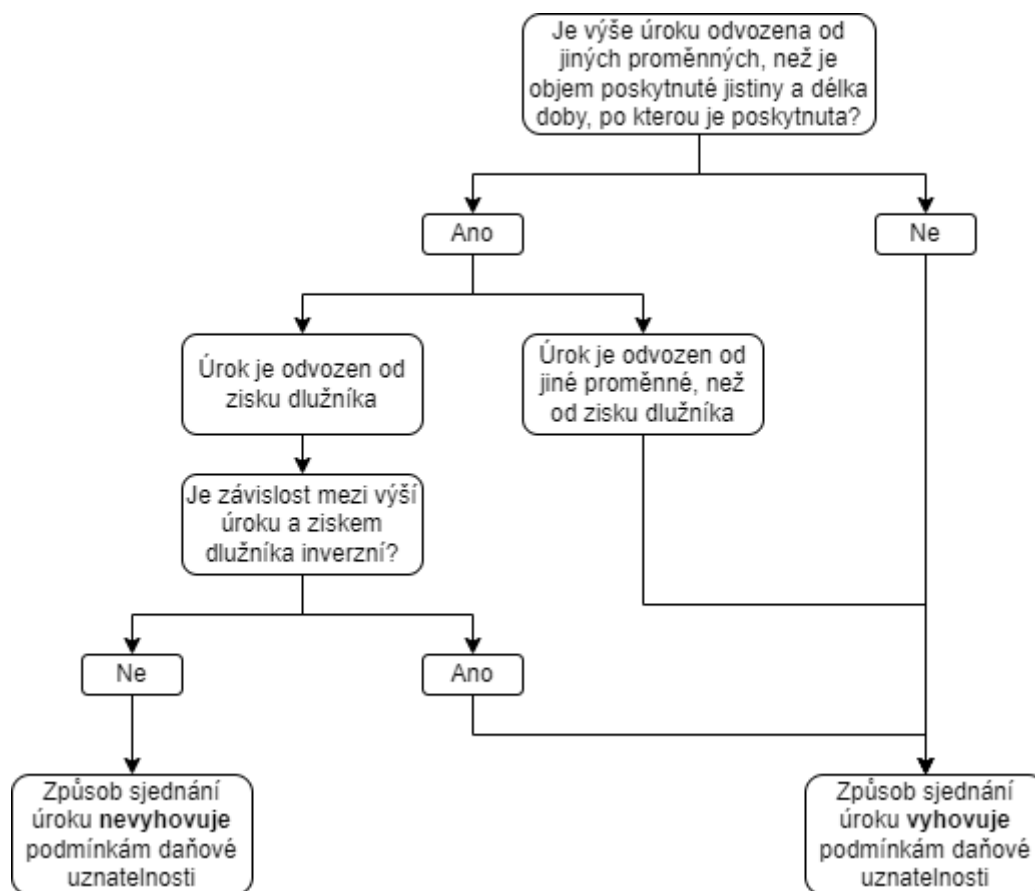 Je výše úroku odvozena od
jiných proměnných, než je
objem poskytnuté jistiny a délka
doby, po kterou je poskytnuta?
Ano
Ne
Úrok je odvozen od
zisku dlužníka
Úrok je odvozen od
jiné proměnné, než
od zisku dlužníka
Je závislost mezi výší
úroku a ziskem
dlužníka inverzní?
Ne
Ano
Způsob sjednání
úroku nevyhovuje
podmínkám daňové
uznatelnosti
Způsob sjednání
úroku vyhovuje
podmínkám daňové
uznatelnosti